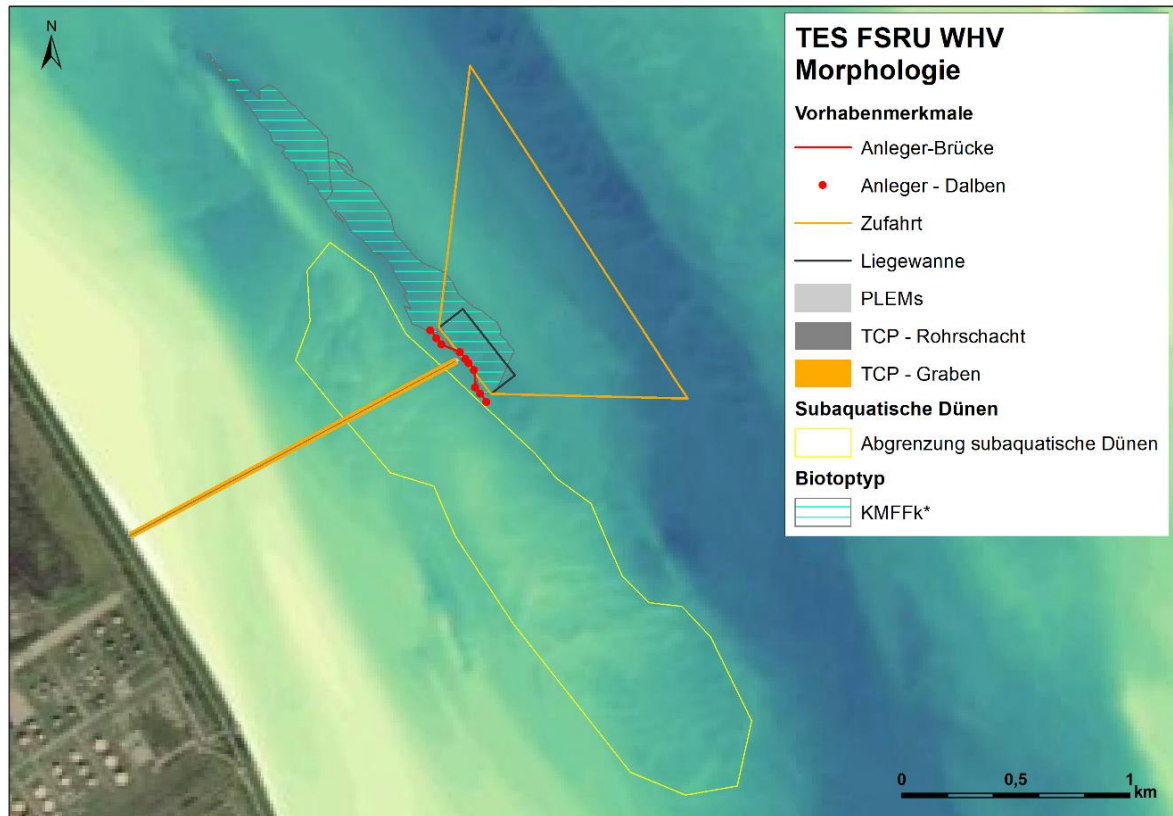 N
TES FSRU WHV
Morphologie
Vorhabenmerkmale
Anleger-Brücke
Anleger - Dalben
Zufahrt
Liegewanne
PLEMs
TCP - Rohrschacht
TCP - Graben
Subaquatische Dünen
Abgrenzung subaquatische Dünen
Biotoptyp
KMFFk*
0 0,5 1
km